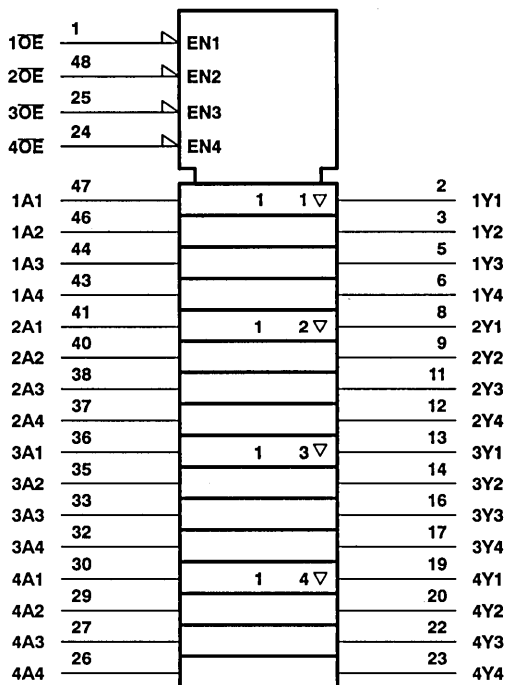 1O̅E̅ 1 EN1
2O̅E̅ 48 EN2
3O̅E̅ 25 EN3
4O̅E̅ 24 EN4
1A1 47 1 1 ▽ 2 1Y1
1A2 46 3 1Y2
1A3 44 5 1Y3
1A4 43 6 1Y4
2A1 41 1 2 ▽ 8 2Y1
2A2 40 9 2Y2
2A3 38 11 2Y3
2A4 37 12 2Y4
3A1 36 1 3 ▽ 13 3Y1
3A2 35 14 3Y2
3A3 33 16 3Y3
3A4 32 17 3Y4
4A1 30 1 4 ▽ 19 4Y1
4A2 29 20 4Y2
4A3 27 22 4Y3
4A4 26 23 4Y4